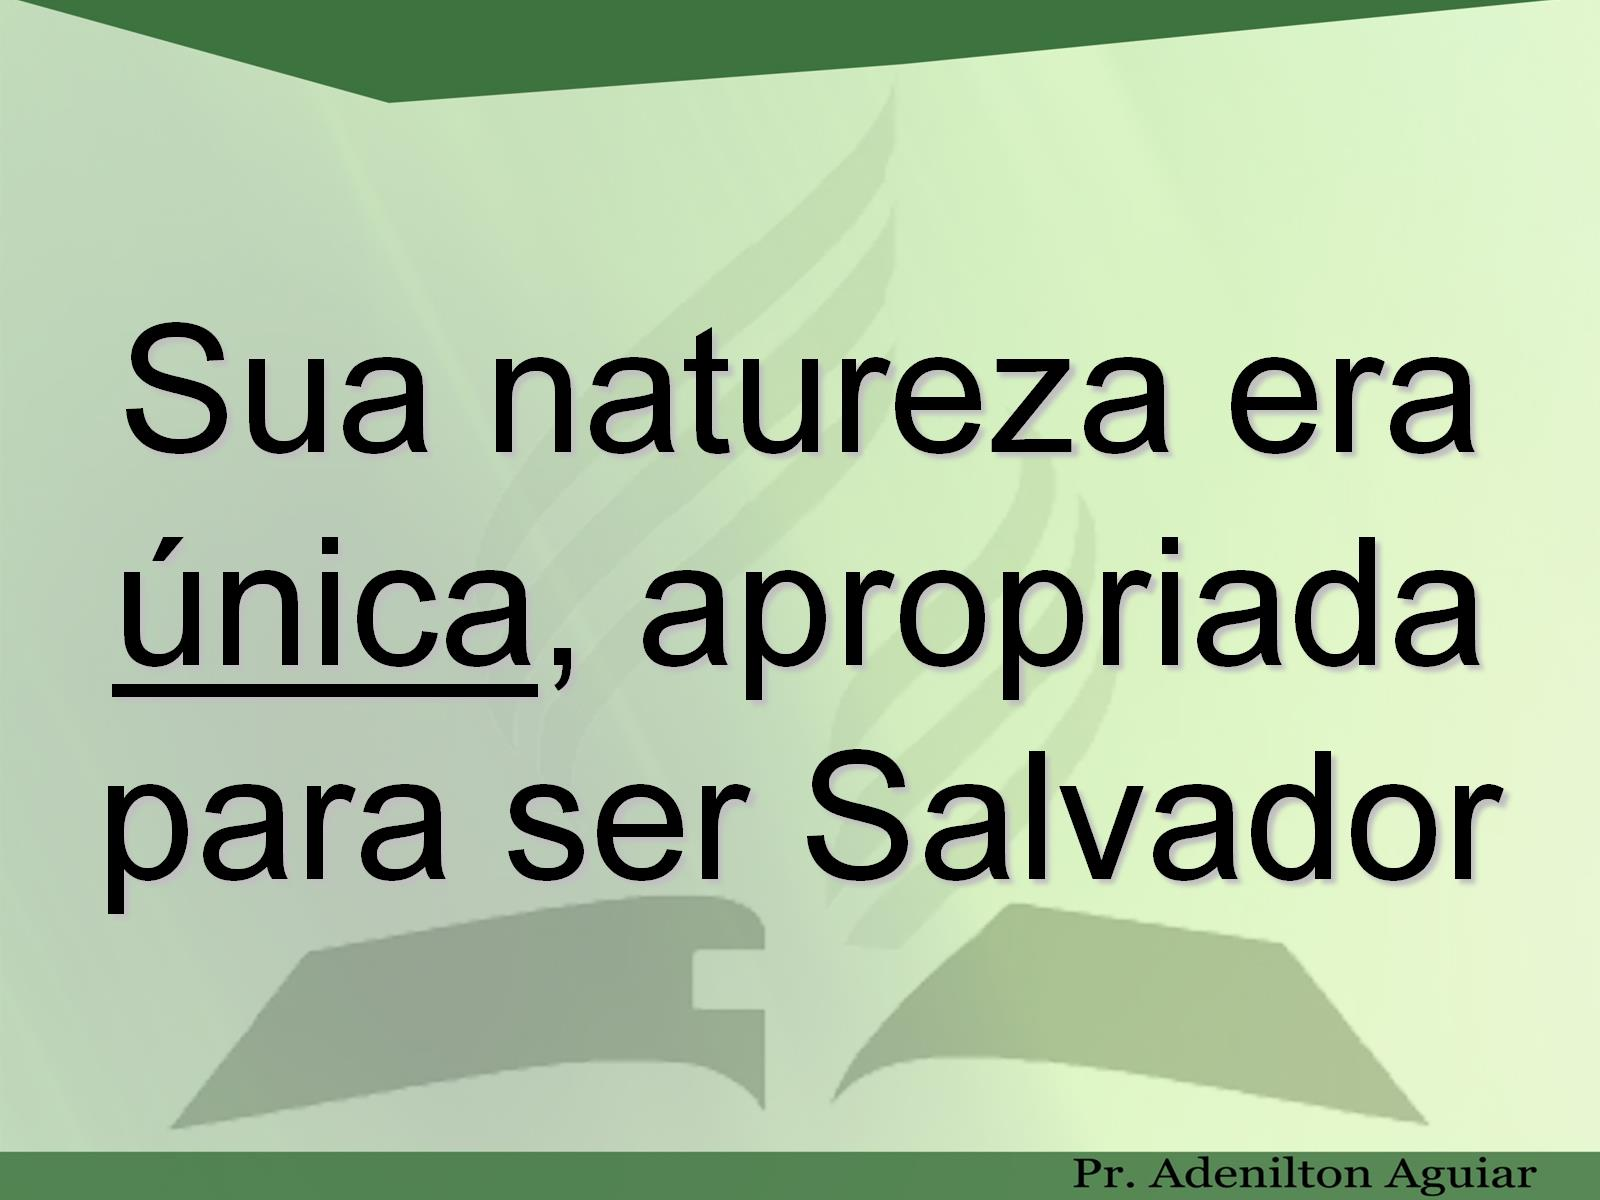 Sua natureza era
única, apropriada
para ser Salvador
Pr. Adenilton Aguiar